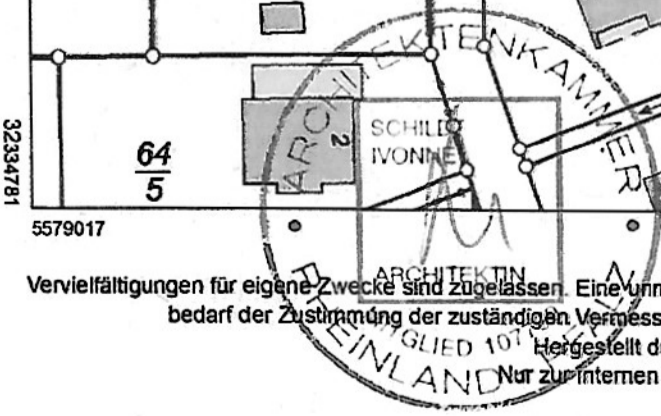 64
5
2
32334781
5579017
ARCHITEKTENKAMMER
SCHILDT
IVONNE
ARCHITEKTIN
RHEINLAND
Vervielfältigungen für eigene Zwecke sind zugelassen. Eine
bedarf der Zustimmung der zuständigen
Hergestellt
Nur zur internen